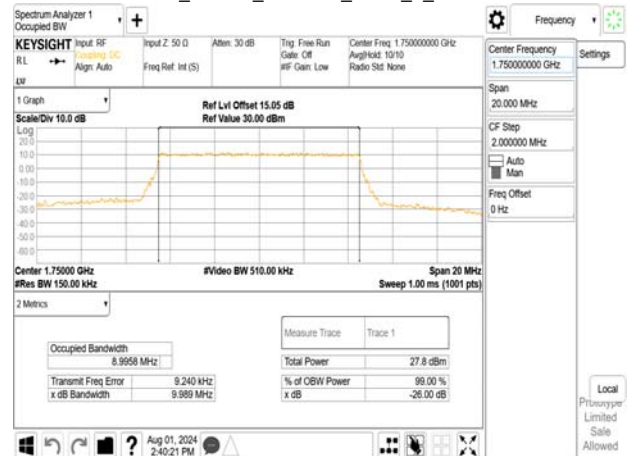 Spectrum Analyzer 1
Occupied BW
Frequency
KEYSIGHT
RL
Input: RF
Coupling: DC
Align: Auto
Input Z: 50 Ω
Freq Ref: Int (S)
Atten: 30 dB
Trig: Free Run
Gate: Off
#IF Gain: Low
Center Freq: 1.750000000 GHz
Avg|Hold: 10/10
Radio Std: None
Center Frequency
1.750000000 GHz
Settings
Span
20.000 MHz
CF Step
2.000000 MHz
Auto
Man
Freq Offset
0 Hz
1 Graph
Scale/Div 10.0 dB
Ref Lvl Offset 15.05 dB
Ref Value 30.00 dBm
Log
20.0
10.0
0.00
-10.0
-20.0
-30.0
-40.0
-50.0
-60.0
Center 1.75000 GHz
#Video BW 510.00 kHz
Span 20 MHz
#Res BW 150.00 kHz
Sweep 1.00 ms (1001 pts)
2 Metrics
Measure Trace Trace 1
Occupied Bandwidth
8.9958 MHz
Total Power 27.8 dBm
Transmit Freq Error 9.240 kHz
% of OBW Power 99.00 %
x dB Bandwidth 9.989 MHz
x dB -26.00 dB
Local
Prototype
Limited
Sale
Allowed
Aug 01, 2024
2:40:21 PM